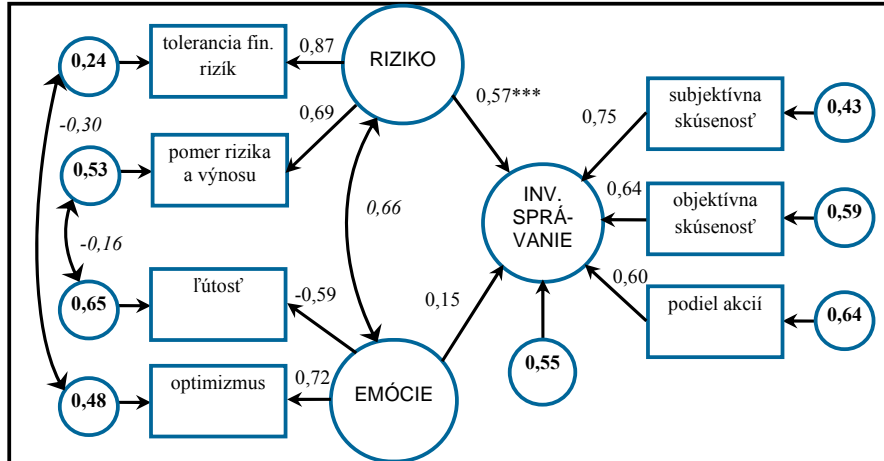 tolerancia fin.
rizík
0,24
0,87
RIZIKO
0,57***
-0,30
0,69
pomer rizika
a výnosu
0,53
0,66
-0,16
ľútosť
0,65
-0,59
0,15
optimizmus
0,48
0,72
EMÓCIE
INV.
SPRÁ-
VANIE
0,55
subjektívna
skúsenosť
0,75
0,43
objektívna
skúsenosť
0,64
0,59
podiel akcií
0,60
0,64